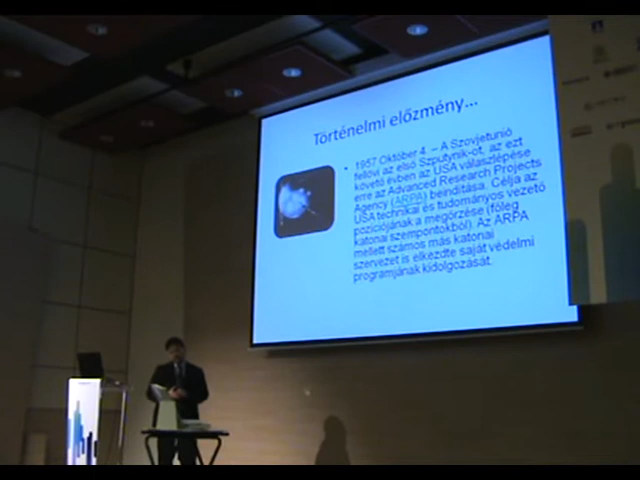 Történelmi előzmény...
• 1957 Október 4. – A Szovjetunió
fellövi az első Szputynik-ot, az ezt
követő évben az USA válaszlépése
erre az Advanced Research Projects
Agency (ARPA) beindítása. Célja az
USA technikai és tudományos vezető
pozíciójának a megőrzése (főleg
katonai szempontokból). Az ARPA
mellett számos más katonai
szervezet is elkezdte saját védelmi
programjának kidolgozását.